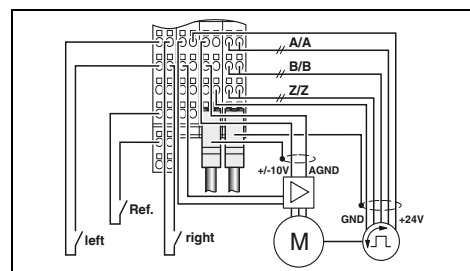 A/A
B/B
Z/Z
+/-10V AGND
GND +24V
Ref.
left right
M